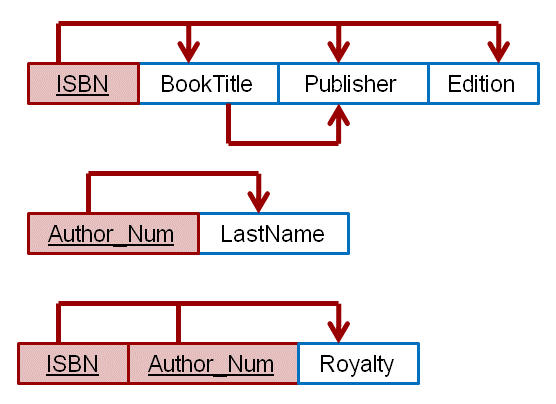 ISBN BookTitle Publisher Edition
Author_Num LastName
ISBN Author_Num Royalty